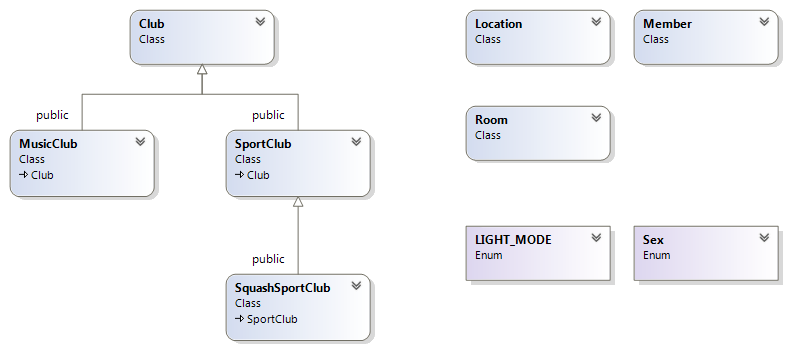 Club
Class
Location
Class
Member
Class
public
public
Room
Class
MusicClub
Class
Club
SportClub
Class
Club
LIGHT_MODE
Enum
Sex
Enum
public
SquashSportClub
Class
SportClub